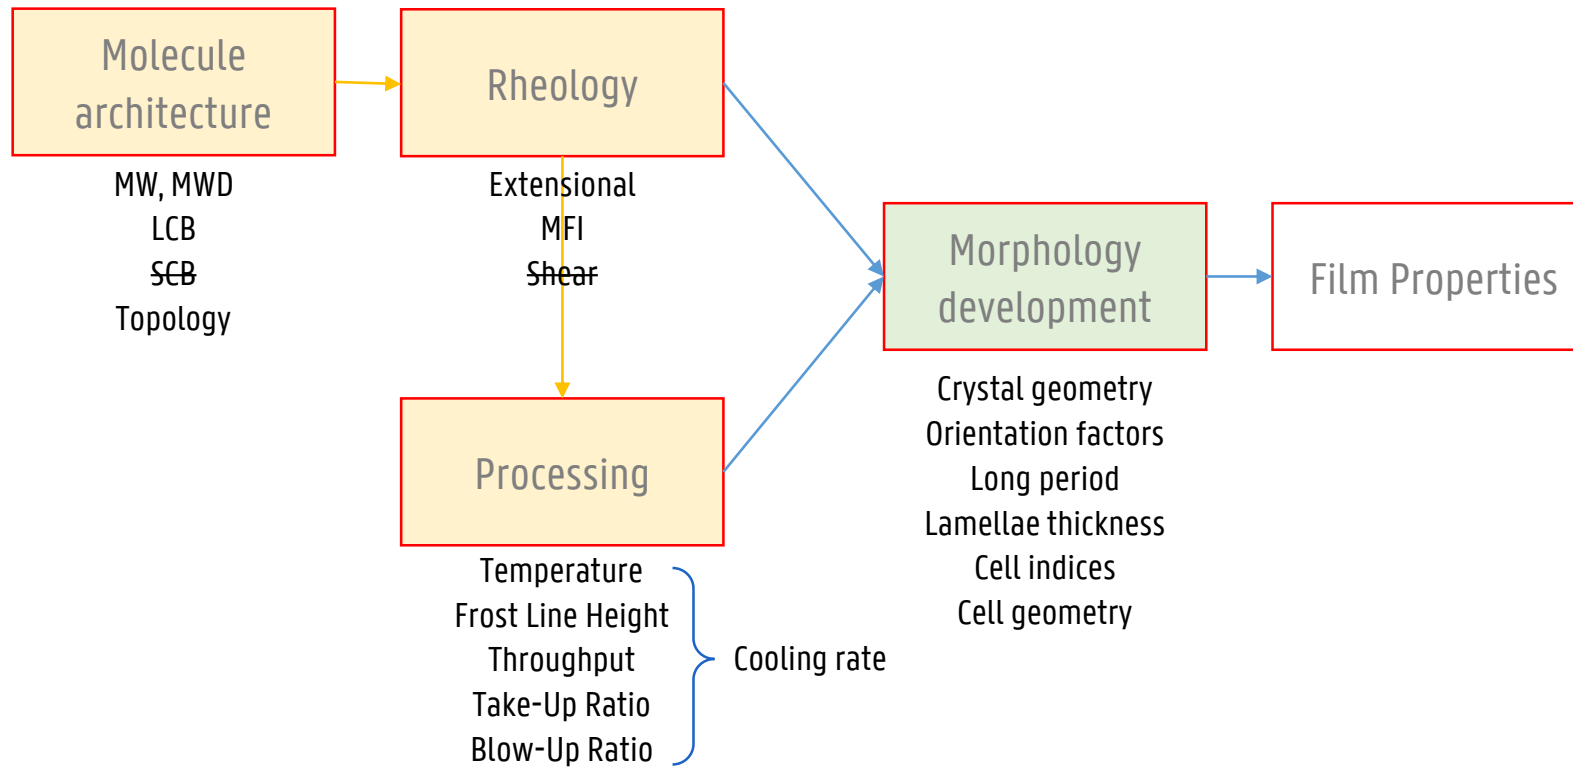 Molecule
architecture
MW, MWD
LCB
SCB
Topology
Rheology
Extensional
MFI
Shear
Processing
Temperature
Frost Line Height
Throughput
Take-Up Ratio
Blow-Up Ratio
Cooling rate
Morphology
development
Crystal geometry
Orientation factors
Long period
Lamellae thickness
Cell indices
Cell geometry
Film Properties